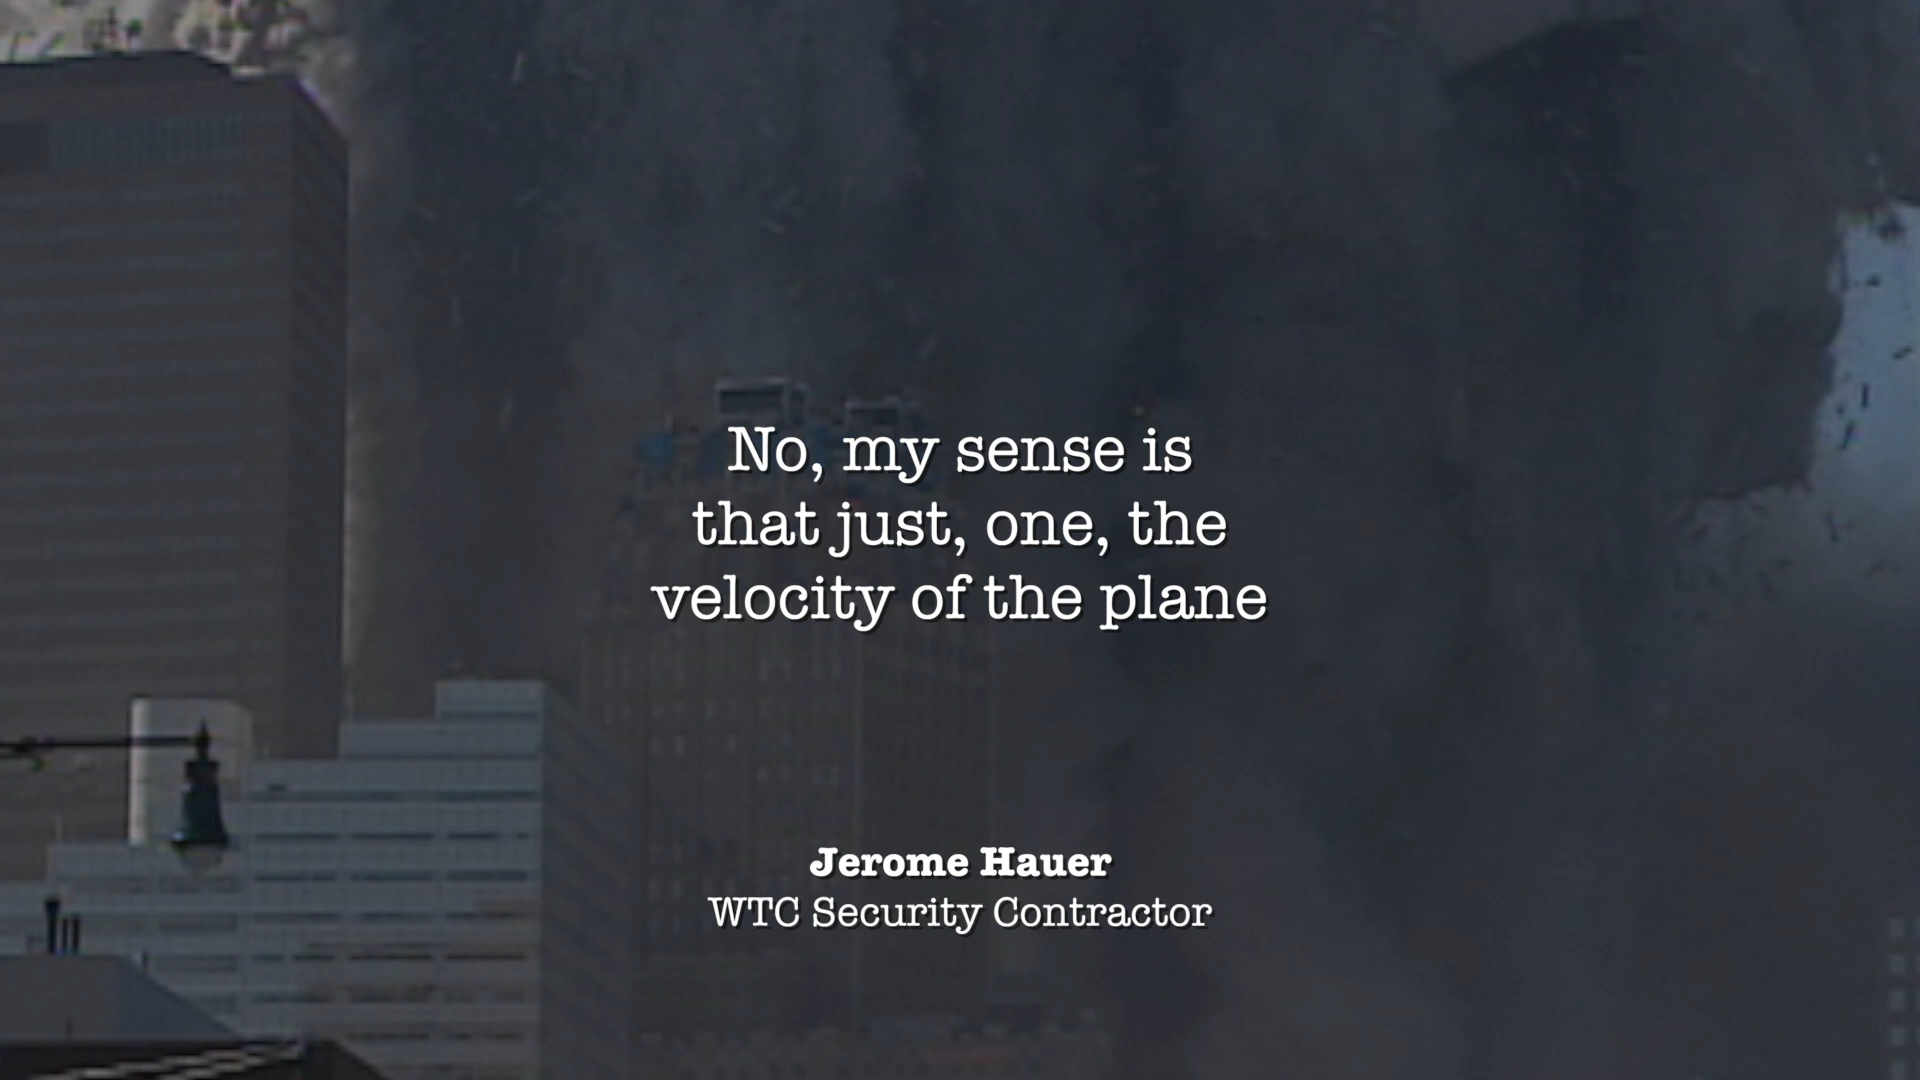 No, my sense is
that just, one, the
velocity of the plane
Jerome Hauer
WTC Security Contractor